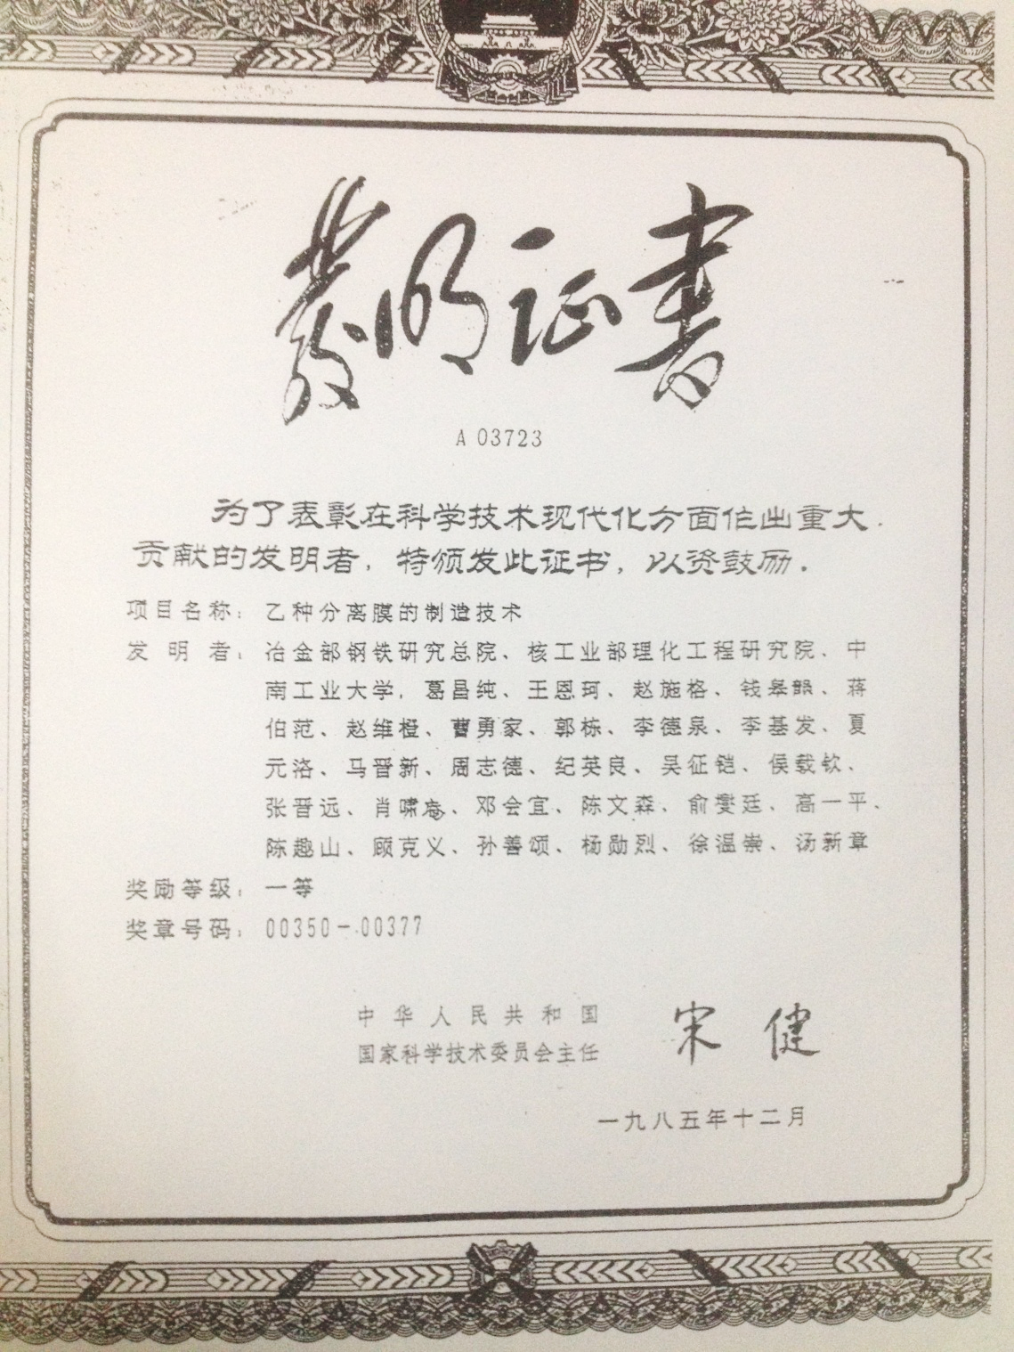 發明证书
A 03723
为了表彰在科学技术现代化方面作出重大
贡献的发明者，特颁发此证书，以资鼓励．
项目名称：乙种分离膜的制造技术
发 明 者：冶金部钢铁研究总院、核工业部理化工程研究院、中
南工业大学，葛昌纯、王恩珂、赵施格、钱皋韵、蒋
伯范、赵维橙、曹勇家、郭栋、李德泉、李基发、夏
元洛、马晋新、周志德、纪英良、吴征铠、侯载钦、
张晋远、肖啸庵、邓会宜、陈文森、俞燮廷、高一平、
陈趣山、顾克义、孙善颂、杨勋烈、徐温崇、汤新章
奖励等级：一等
奖章号码：00350－00377
中华人民共和国
国家科学技术委员会主任
宋健
一九八五年十二月